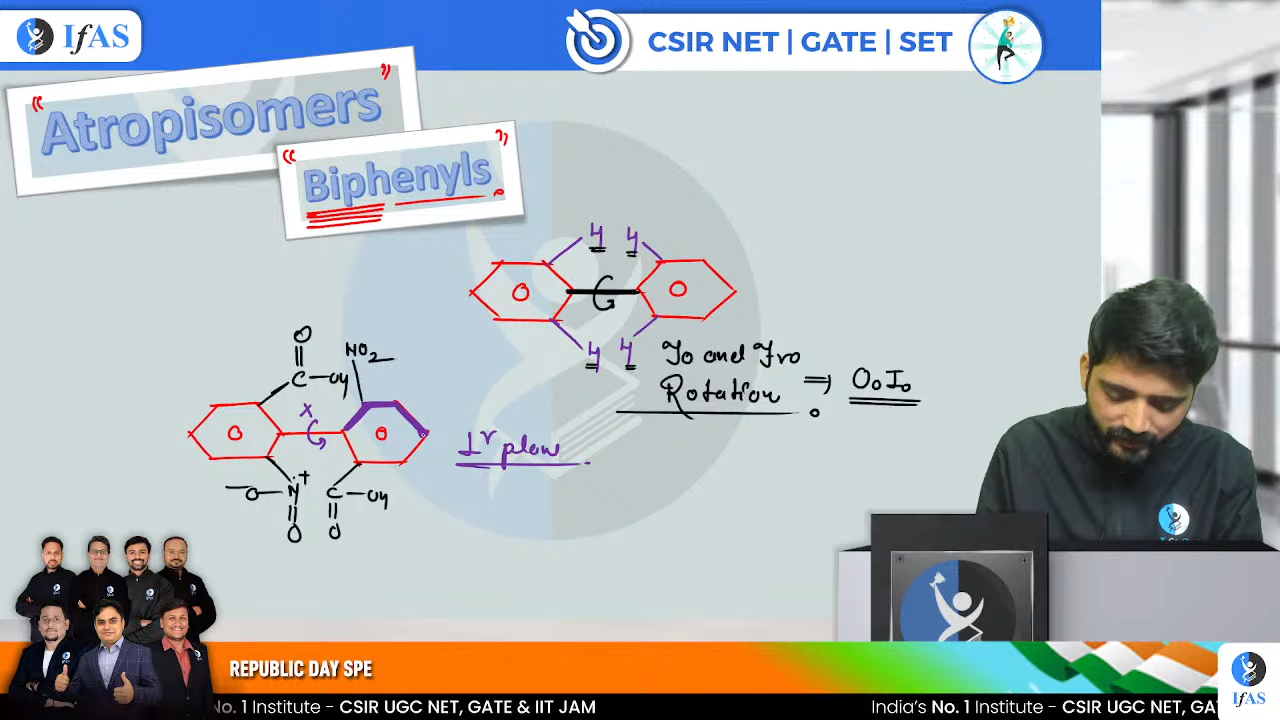 IfAS
CSIR NET | GATE | SET
" Atropisomers "
" Biphenyls "
H H
H H
To and Fro
Rotation ⇒ O.I.
O
NO2
C—OH
X
⊥r plane
—O—N+
C—OH
O
O
IfAS
REPUBLIC DAY SPE
No. 1 Institute - CSIR UGC NET, GATE & IIT JAM
India's No. 1 Institute - CSIR UGC NET, GA
IfAS